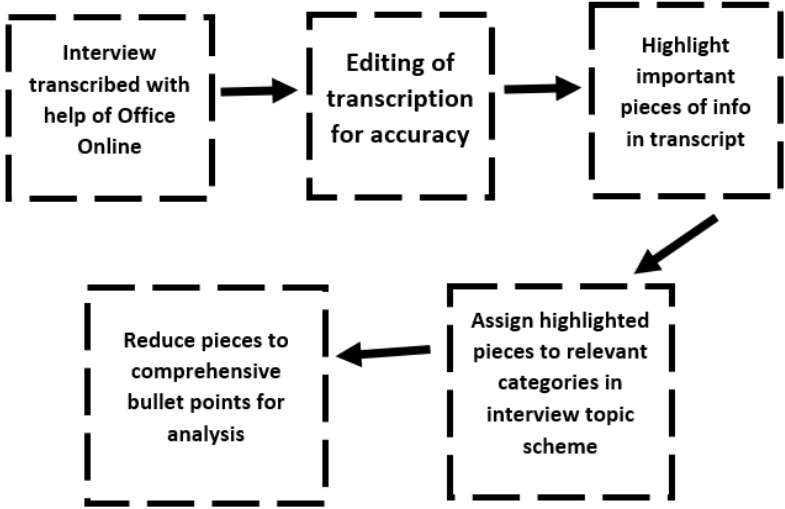 Interview
transcribed with
help of Office
Online
Editing of
transcription
for accuracy
Highlight
important
pieces of info
in transcript
Assign highlighted
pieces to relevant
categories in
interview topic
scheme
Reduce pieces to
comprehensive
bullet points for
analysis